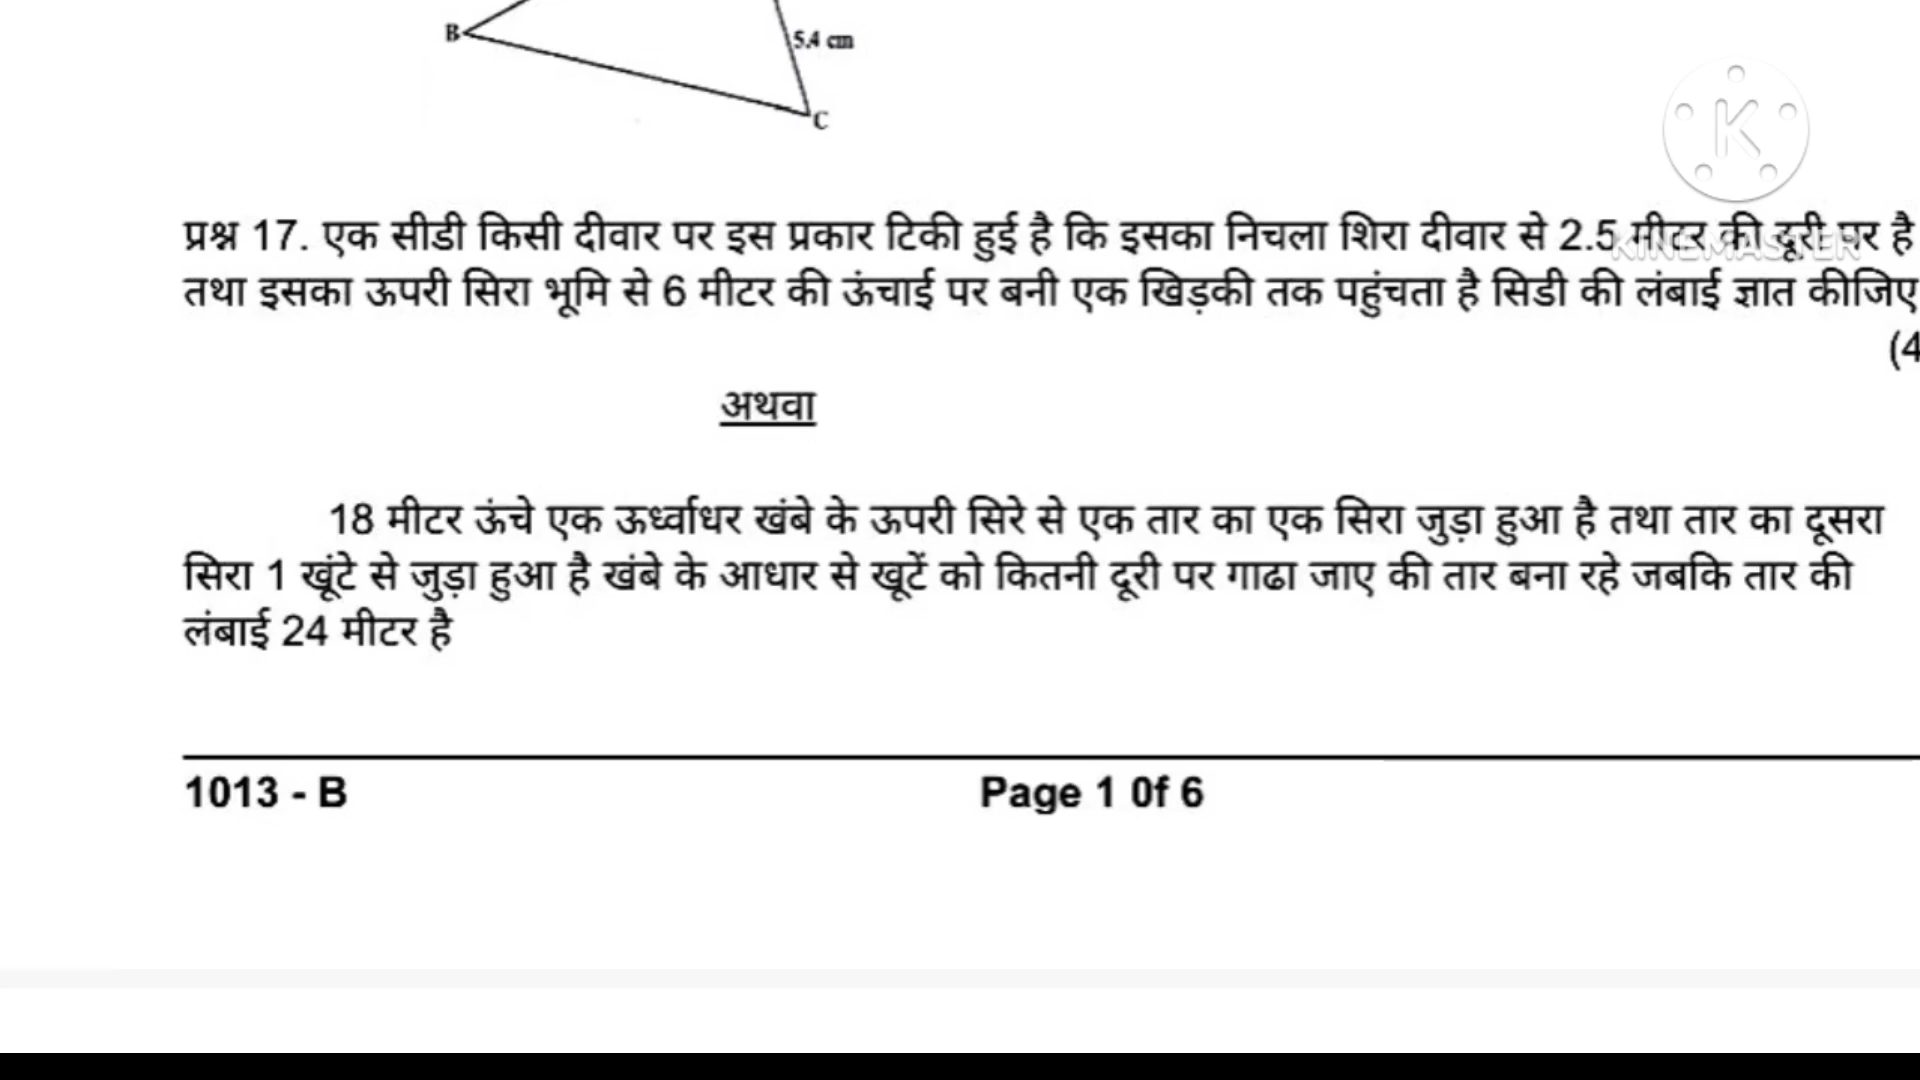 B
5.4 cm
C
K
प्रश्न 17. एक सीडी किसी दीवार पर इस प्रकार टिकी हुई है कि इसका निचला शिरा दीवार से 2.5 मीटर की दूरी पर है
KINEMASTER
तथा इसका ऊपरी सिरा भूमि से 6 मीटर की ऊंचाई पर बनी एक खिड़की तक पहुंचता है सिडी की लंबाई ज्ञात कीजिए
(4
अथवा
18 मीटर ऊंचे एक ऊर्ध्वाधर खंबे के ऊपरी सिरे से एक तार का एक सिरा जुड़ा हुआ है तथा तार का दूसरा
सिरा 1 खूंटे से जुड़ा हुआ है खंबे के आधार से खूटें को कितनी दूरी पर गाढा जाए की तार बना रहे जबकि तार की
लंबाई 24 मीटर है
1013 - B Page 1 0f 6